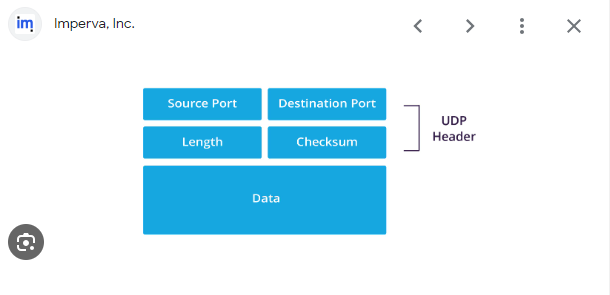 im
Imperva, Inc.
Source Port
Destination Port
Length
Checksum
UDP
Header
Data